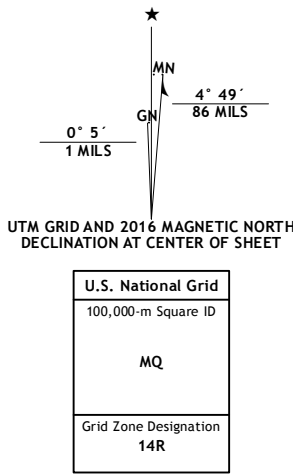 ★
MN
4° 49´
86 MILS
GN
0° 5´
1 MILS
UTM GRID AND 2016 MAGNETIC NORTH
DECLINATION AT CENTER OF SHEET
U.S. National Grid
100,000-m Square ID
MQ
Grid Zone Designation
14R